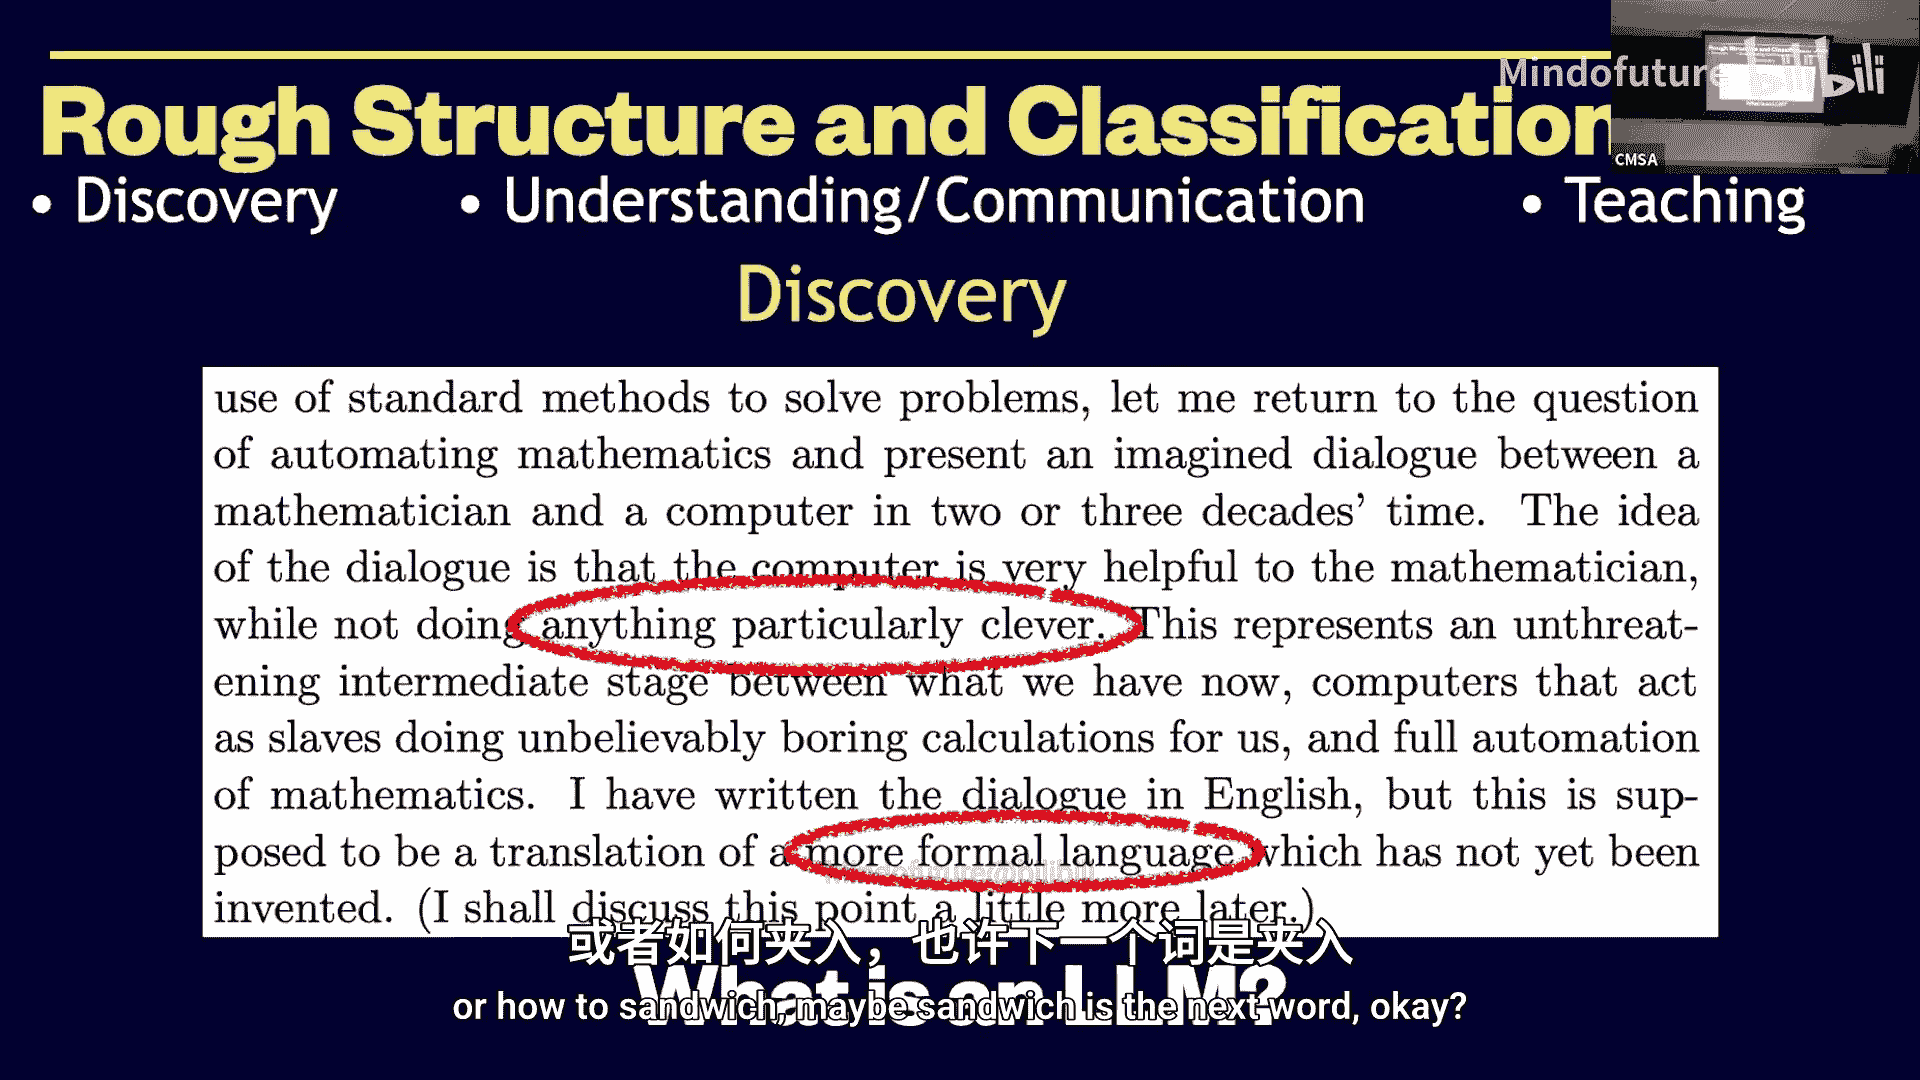 Mindofuture bilibili
Rough Structure and Classification
CMSA
• Discovery • Understanding/Communication • Teaching
Discovery
use of standard methods to solve problems, let me return to the question
of automating mathematics and present an imagined dialogue between a
mathematician and a computer in two or three decades’ time. The idea
of the dialogue is that the computer is very helpful to the mathematician,
while not doing anything particularly clever. This represents an unthreat-
ening intermediate stage between what we have now, computers that act
as slaves doing unbelievably boring calculations for us, and full automation
of mathematics. I have written the dialogue in English, but this is sup-
posed to be a translation of a more formal language which has not yet been
invented. (I shall discuss this point a little more later.)
或者如何夹入，也许下一个词是夹入
What is an LLM?
or how to sandwich, maybe sandwich is the next word, okay?